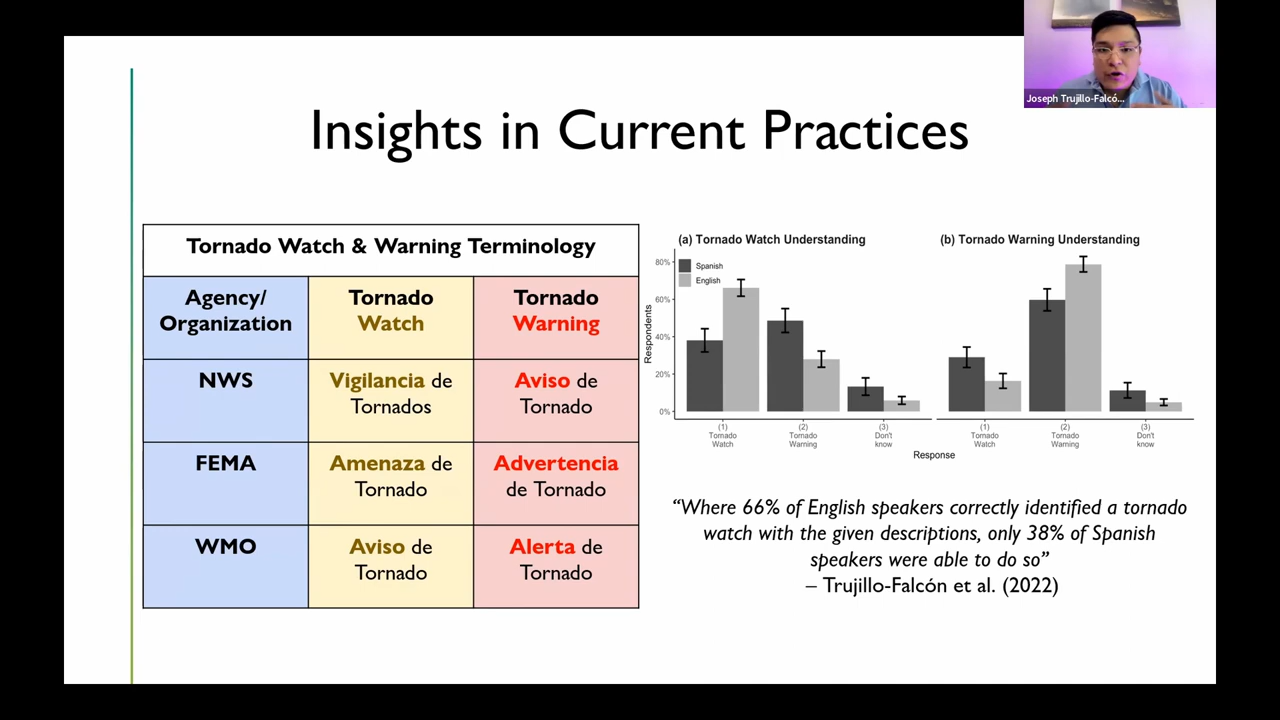 Joseph Trujillo-Falcó...
Insights in Current Practices
Tornado Watch & Warning Terminology
Agency/
Organization
Tornado
Watch
Tornado
Warning
NWS
Vigilancia de
Tornados
Aviso de
Tornado
FEMA
Amenaza de
Tornado
Advertencia
de Tornado
WMO
Aviso de
Tornado
Alerta de
Tornado
(a) Tornado Watch Understanding
(b) Tornado Warning Understanding
Spanish
English
80%
60%
40%
20%
0%
Respondents
(1)
Tornado
Watch
(2)
Tornado
Warning
(3)
Don't
know
(1)
Tornado
Watch
(2)
Tornado
Warning
(3)
Don't
know
Response
“Where 66% of English speakers correctly identified a tornado
watch with the given descriptions, only 38% of Spanish
speakers were able to do so”
– Trujillo-Falcón et al. (2022)